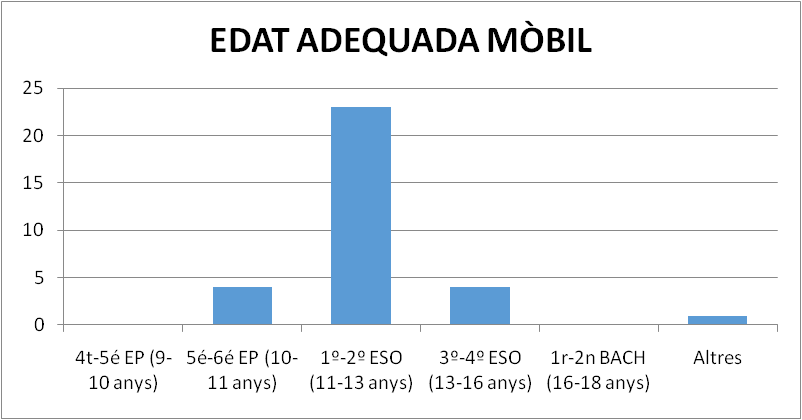 EDAT ADEQUADA MÒBIL
25
20
15
10
5
0
4t-5é EP (9-
10 anys)
5é-6é EP (10-
11 anys)
1º-2º ESO
(11-13 anys)
3º-4º ESO
(13-16 anys)
1r-2n BACH
(16-18 anys)
Altres